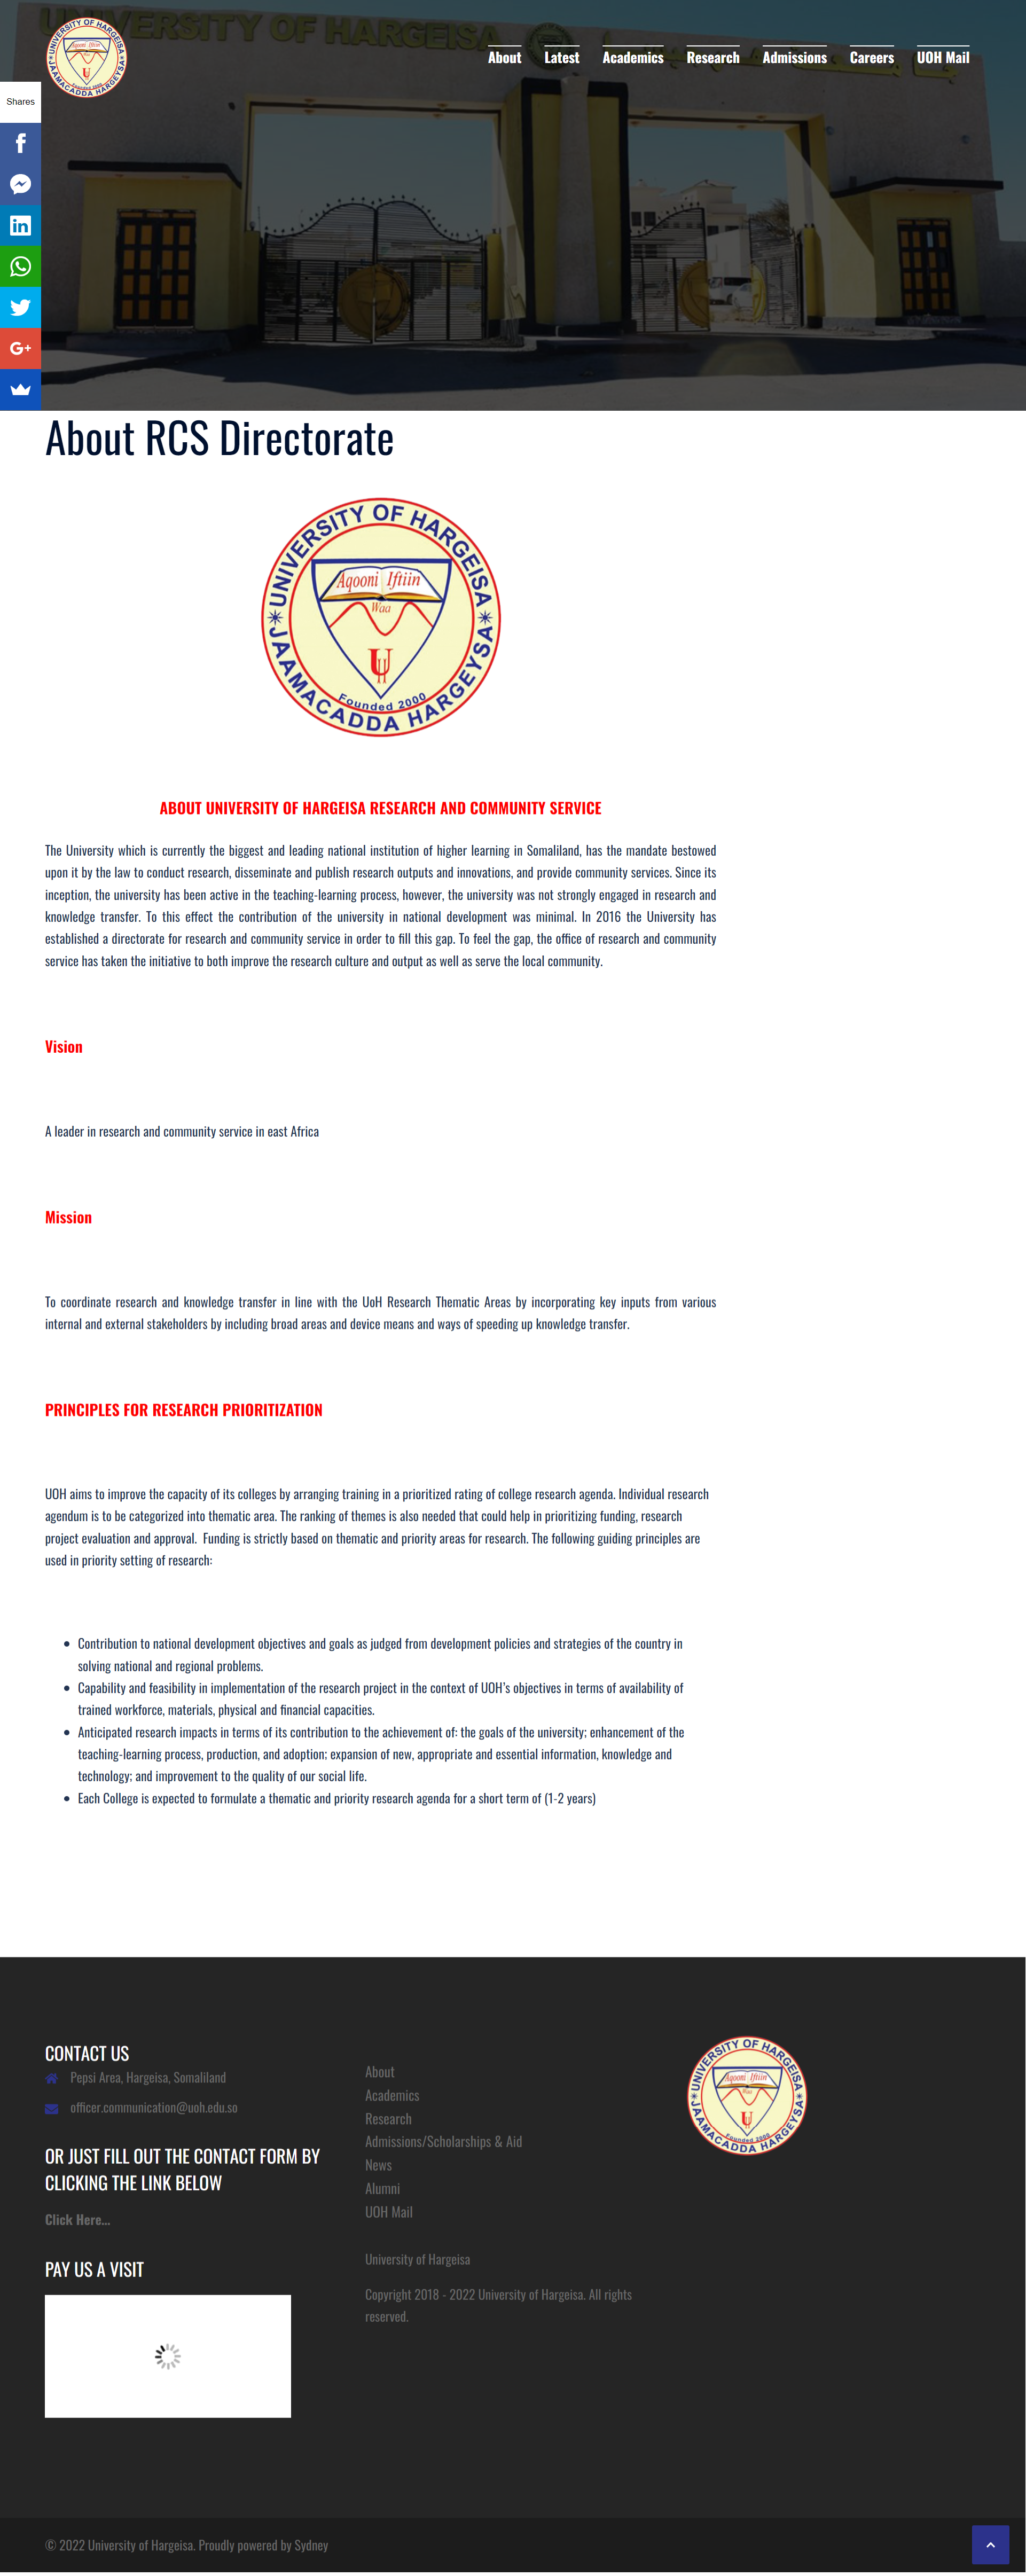 UNIVERSITY OF HARGEISA
UNIVERSITY OF HARGEISA
Aqooni Iftiin
Waa
Founded 2000
JAAMACADDA HARGEYSA
About
Latest
Academics
Research
Admissions
Careers
UOH Mail
Shares
About RCS Directorate
UNIVERSITY OF HARGEISA
Aqooni Iftiin
Waa
Founded 2000
JAAMACADDA HARGEYSA
ABOUT UNIVERSITY OF HARGEISA RESEARCH AND COMMUNITY SERVICE
The University which is currently the biggest and leading national institution of higher learning in Somaliland, has the mandate bestowed
upon it by the law to conduct research, disseminate and publish research outputs and innovations, and provide community services. Since its
inception, the university has been active in the teaching-learning process, however, the university was not strongly engaged in research and
knowledge transfer. To this effect the contribution of the university in national development was minimal. In 2016 the University has
established a directorate for research and community service in order to fill this gap. To feel the gap, the office of research and community
service has taken the initiative to both improve the research culture and output as well as serve the local community.
Vision
A leader in research and community service in east Africa
Mission
To coordinate research and knowledge transfer in line with the UoH Research Thematic Areas by incorporating key inputs from various
internal and external stakeholders by including broad areas and device means and ways of speeding up knowledge transfer.
PRINCIPLES FOR RESEARCH PRIORITIZATION
UOH aims to improve the capacity of its colleges by arranging training in a prioritized rating of college research agenda. Individual research
agendum is to be categorized into thematic area. The ranking of themes is also needed that could help in prioritizing funding, research
project evaluation and approval.  Funding is strictly based on thematic and priority areas for research. The following guiding principles are
used in priority setting of research:
• Contribution to national development objectives and goals as judged from development policies and strategies of the country in
solving national and regional problems.
• Capability and feasibility in implementation of the research project in the context of UOH’s objectives in terms of availability of
trained workforce, materials, physical and financial capacities.
• Anticipated research impacts in terms of its contribution to the achievement of: the goals of the university; enhancement of the
teaching-learning process, production, and adoption; expansion of new, appropriate and essential information, knowledge and
technology; and improvement to the quality of our social life.
• Each College is expected to formulate a thematic and priority research agenda for a short term of (1-2 years)
CONTACT US
Pepsi Area, Hargeisa, Somaliland
officer.communication@uoh.edu.so
OR JUST FILL OUT THE CONTACT FORM BY
CLICKING THE LINK BELOW
Click Here...
PAY US A VISIT
About
Academics
Research
Admissions/Scholarships & Aid
News
Alumni
UOH Mail
University of Hargeisa
Copyright 2018 - 2022 University of Hargeisa. All rights
reserved.
UNIVERSITY OF HARGEISA
Aqooni Iftiin
Waa
Founded 2000
JAAMACADDA HARGEYSA
© 2022 University of Hargeisa. Proudly powered by Sydney